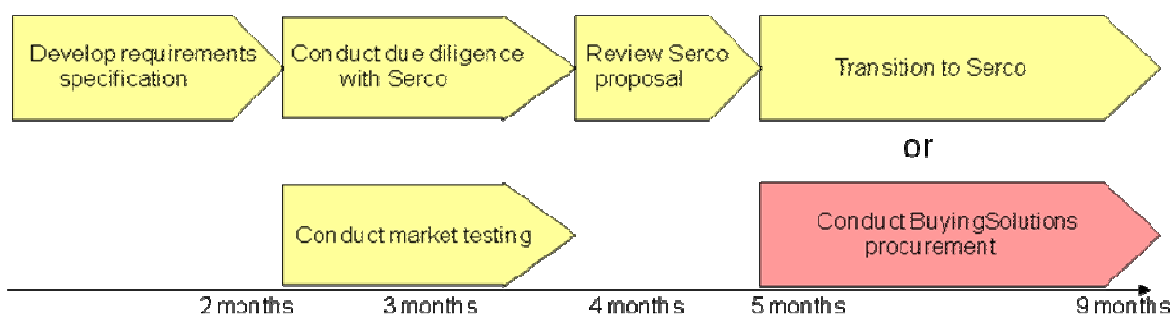 Develop requirements
specification
Conduct due diligence
with Serco
Review Serco
proposal
Transition to Serco
or
Conduct market testing
Conduct BuyingSolutions
procurement
2 months
3 months
4 months
5 months
9 months